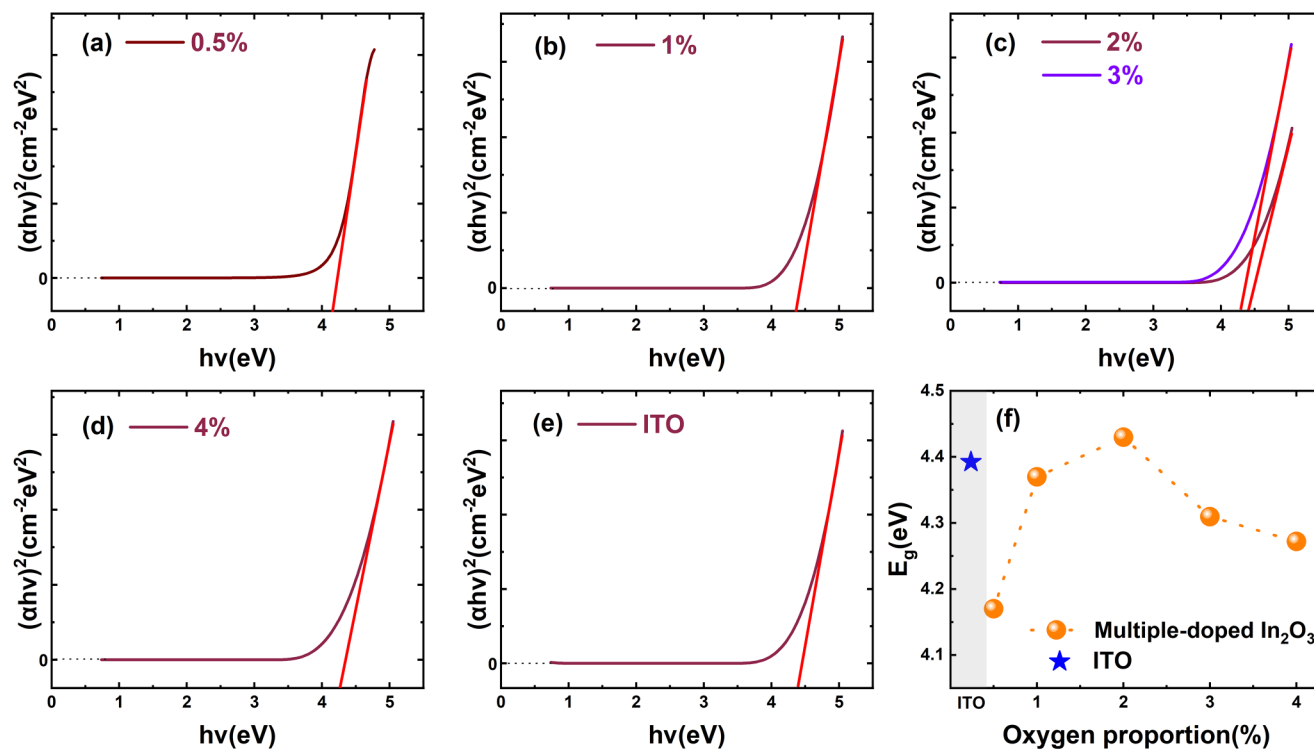 (a) 0.5%
(αhv)²(cm⁻²eV²)
0
0 1 2 3 4 5
hv(eV)
(b) 1%
(αhv)²(cm⁻²eV²)
0
0 1 2 3 4 5
hv(eV)
(c) 2%
3%
(αhv)²(cm⁻²eV²)
0
0 1 2 3 4 5
hv(eV)
(d) 4%
(αhv)²(cm⁻²eV²)
0
0 1 2 3 4 5
hv(eV)
(e) ITO
(αhv)²(cm⁻²eV²)
0
0 1 2 3 4 5
hv(eV)
(f)
E_g(eV)
4.5
4.4
4.3
4.2
4.1
Multiple-doped In₂O₃
ITO
ITO 1 2 3 4
Oxygen proportion(%)